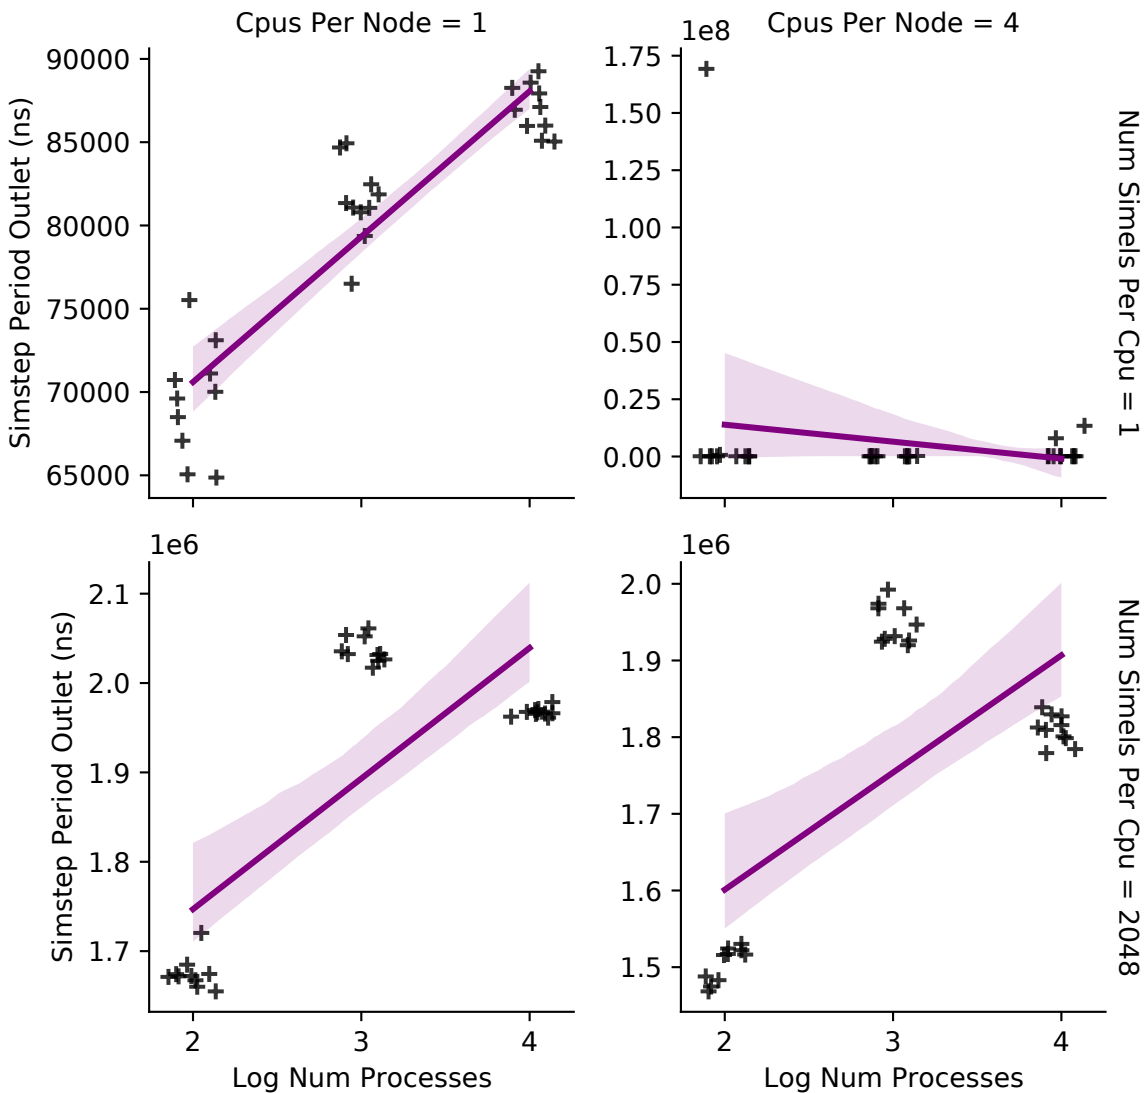 Cpus Per Node = 1
Cpus Per Node = 4
1e8
Simstep Period Outlet (ns)
90000
85000
80000
75000
70000
65000
1.75
1.50
1.25
1.00
0.75
0.50
0.25
0.00
Num Simels Per Cpu = 1
1e6
1e6
Simstep Period Outlet (ns)
2.1
2.0
1.9
1.8
1.7
2.0
1.9
1.8
1.7
1.6
1.5
Num Simels Per Cpu = 2048
2
3
4
2
3
4
Log Num Processes
Log Num Processes